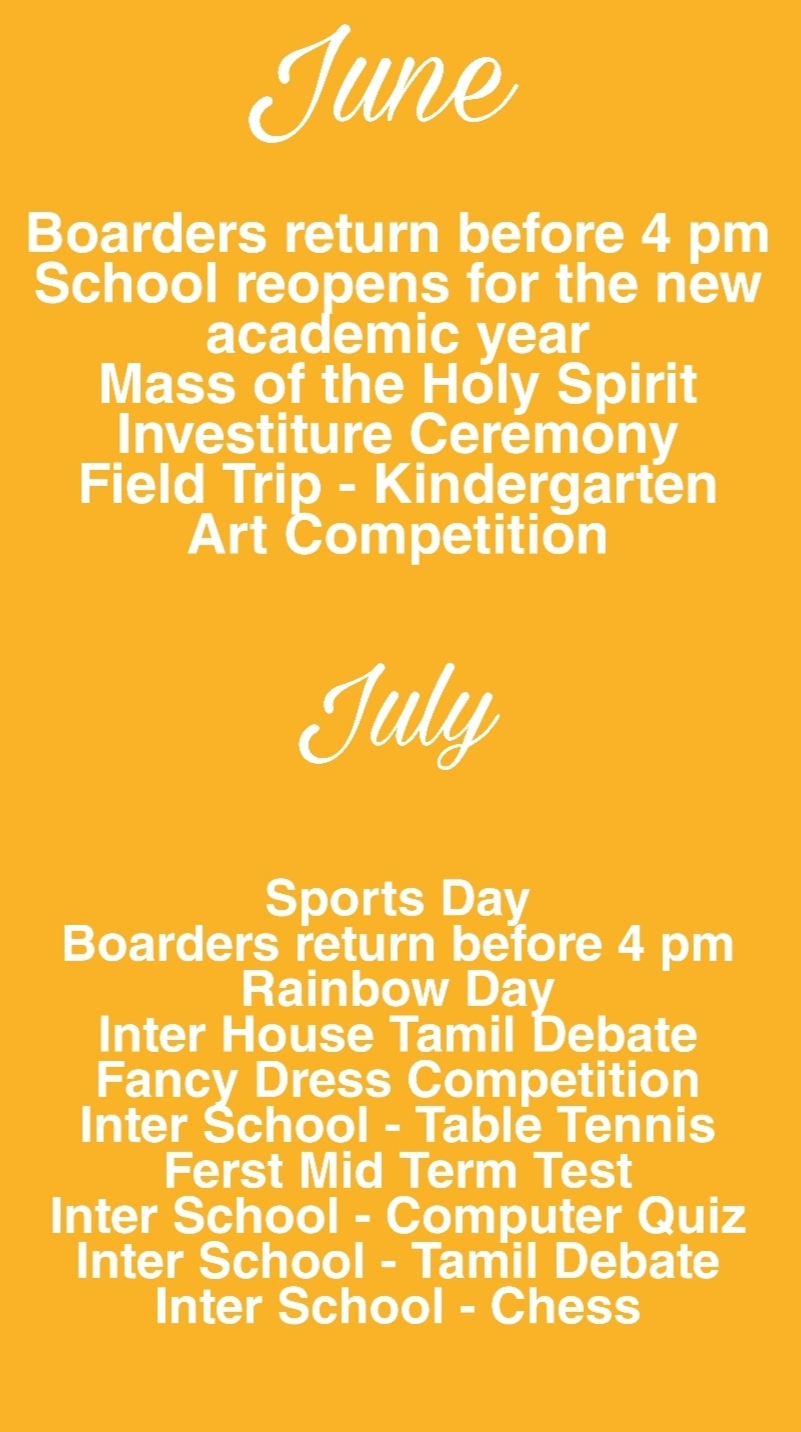 June
Boarders return before 4 pm
School reopens for the new
academic year
Mass of the Holy Spirit
Investiture Ceremony
Field Trip - Kindergarten
Art Competition
July
Sports Day
Boarders return before 4 pm
Rainbow Day
Inter House Tamil Debate
Fancy Dress Competition
Inter School - Table Tennis
Ferst Mid Term Test
Inter School - Computer Quiz
Inter School - Tamil Debate
Inter School - Chess